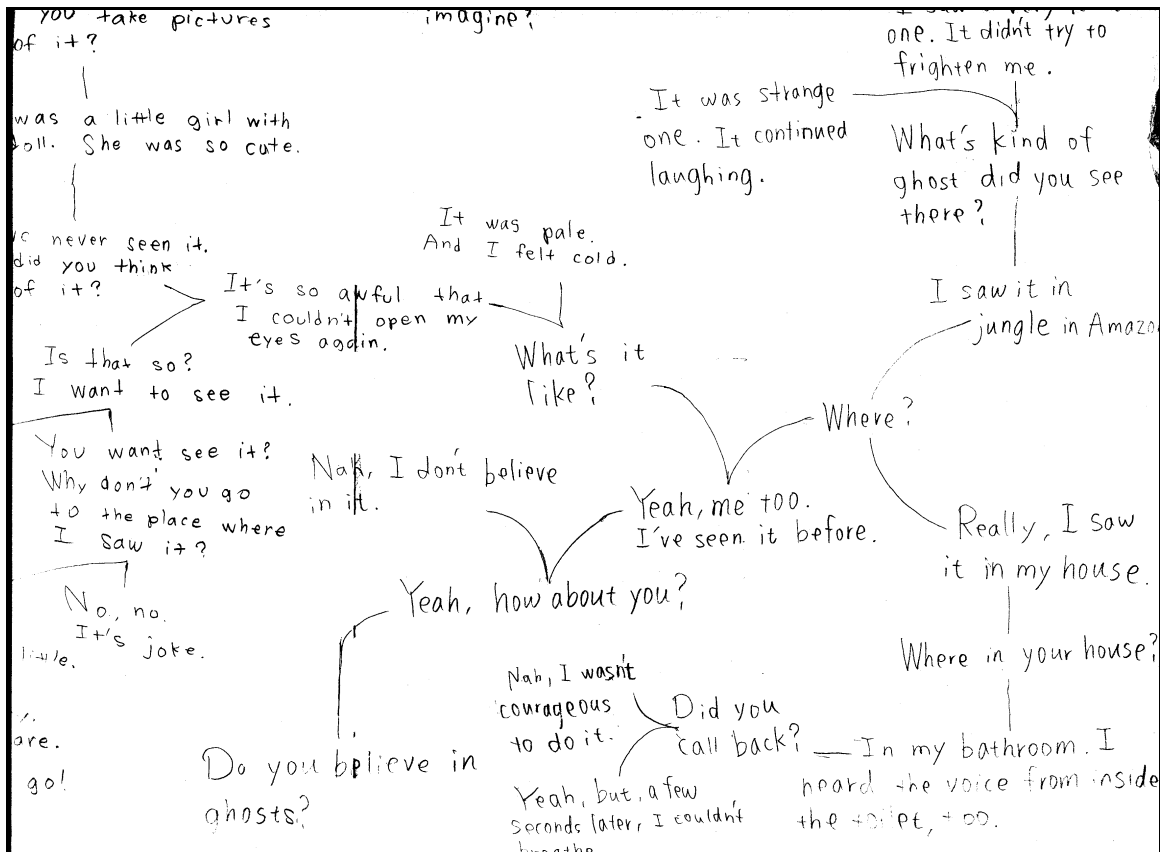 you take pictures
of it?
was a little girl with
doll. She was so cute.
never seen it.
did you think
of it?
Is that so?
I want to see it.
You want see it?
Why don't you go
to the place where
I saw it?
No, no.
It's joke.
little.
are.
go!
imagine?
It was pale.
And I felt cold.
It's so awful that
I couldn't open my
eyes again.
What's it
like?
Nah, I don't believe
in it.
Yeah, me too.
I've seen it before.
Yeah, how about you?
Do you believe in
ghosts?
one. It didn't try to
frighten me.
It was strange
one. It continued
laughing.
What's kind of
ghost did you see
there?
I saw it in
jungle in Amazo
Where?
Really, I saw
it in my house.
Where in your house?
In my bathroom. I
heard the voice from inside
the toilet, too.
Did you
call back?
Nah, I wasn't
courageous
to do it.
Yeah, but, a few
seconds later, I couldn't